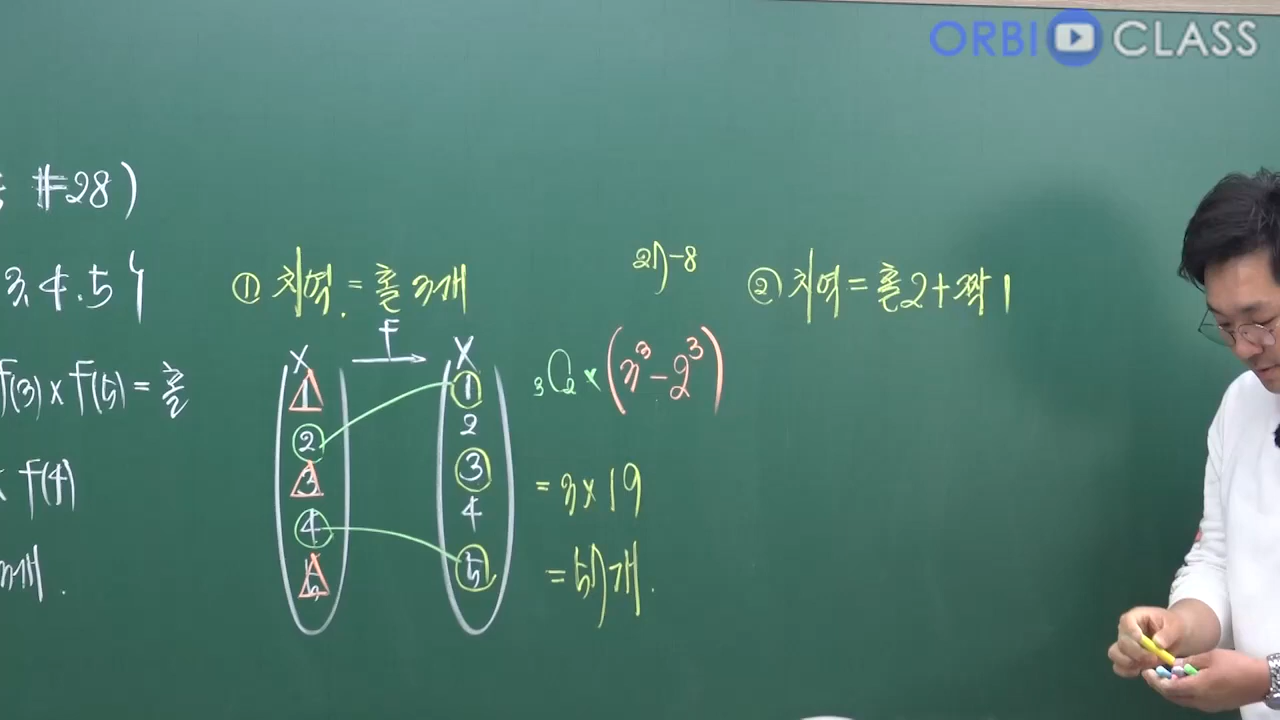 ORBI CLASS
#28)
3, 4, 5}
f(3) x f(5) = 홀
f(4)
개.
① 치역 = 홀 3개
X f X
1 1
2 2
3 3
4 4
5 5
27-8
₃C₂ × (3³ - 2³)
= 3 x 19
= 57개.
② 치역 = 홀2+짝1